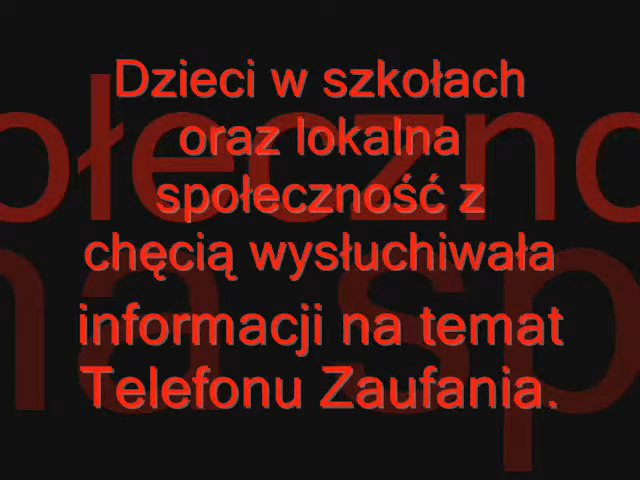 Dzieci w szkołach
oraz lokalna
społeczność z
chęcią wysłuchiwała
informacji na temat
Telefonu Zaufania.